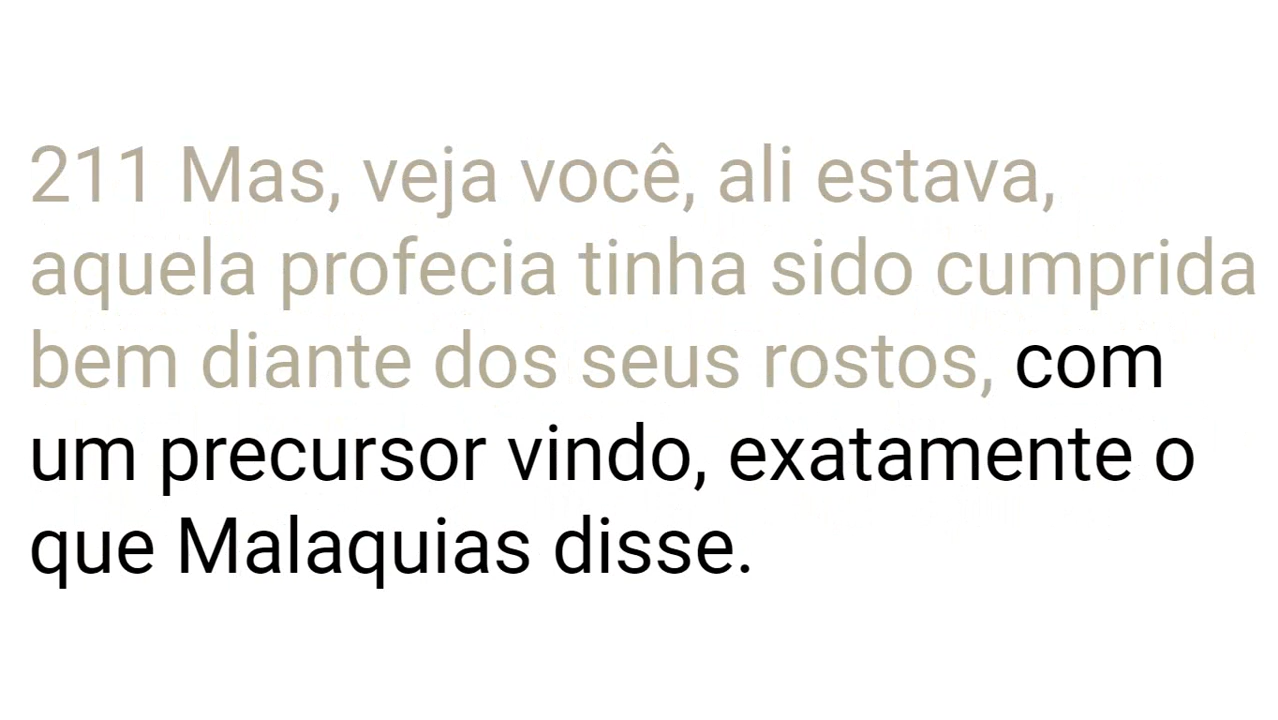 211 Mas, veja você, ali estava,
aquela profecia tinha sido cumprida
bem diante dos seus rostos, com
um precursor vindo, exatamente o
que Malaquias disse.